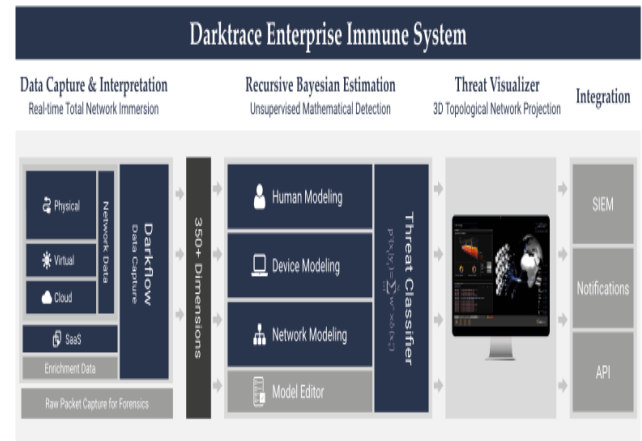 Darktrace Enterprise Immune System
Data Capture & Interpretation
Real-time Total Network Immersion
Recursive Bayesian Estimation
Unsupervised Mathematical Detection
Threat Visualizer
3D Topological Network Projection
Integration
Physical
Virtual
Cloud
Network Data
SaaS
Enrichment Data
Darkflow
Data Capture
Raw Packet Capture for Forensics
350+ Dimensions
Human Modeling
Device Modeling
Network Modeling
Model Editor
Threat Classifier
SIEM
Notifications
API